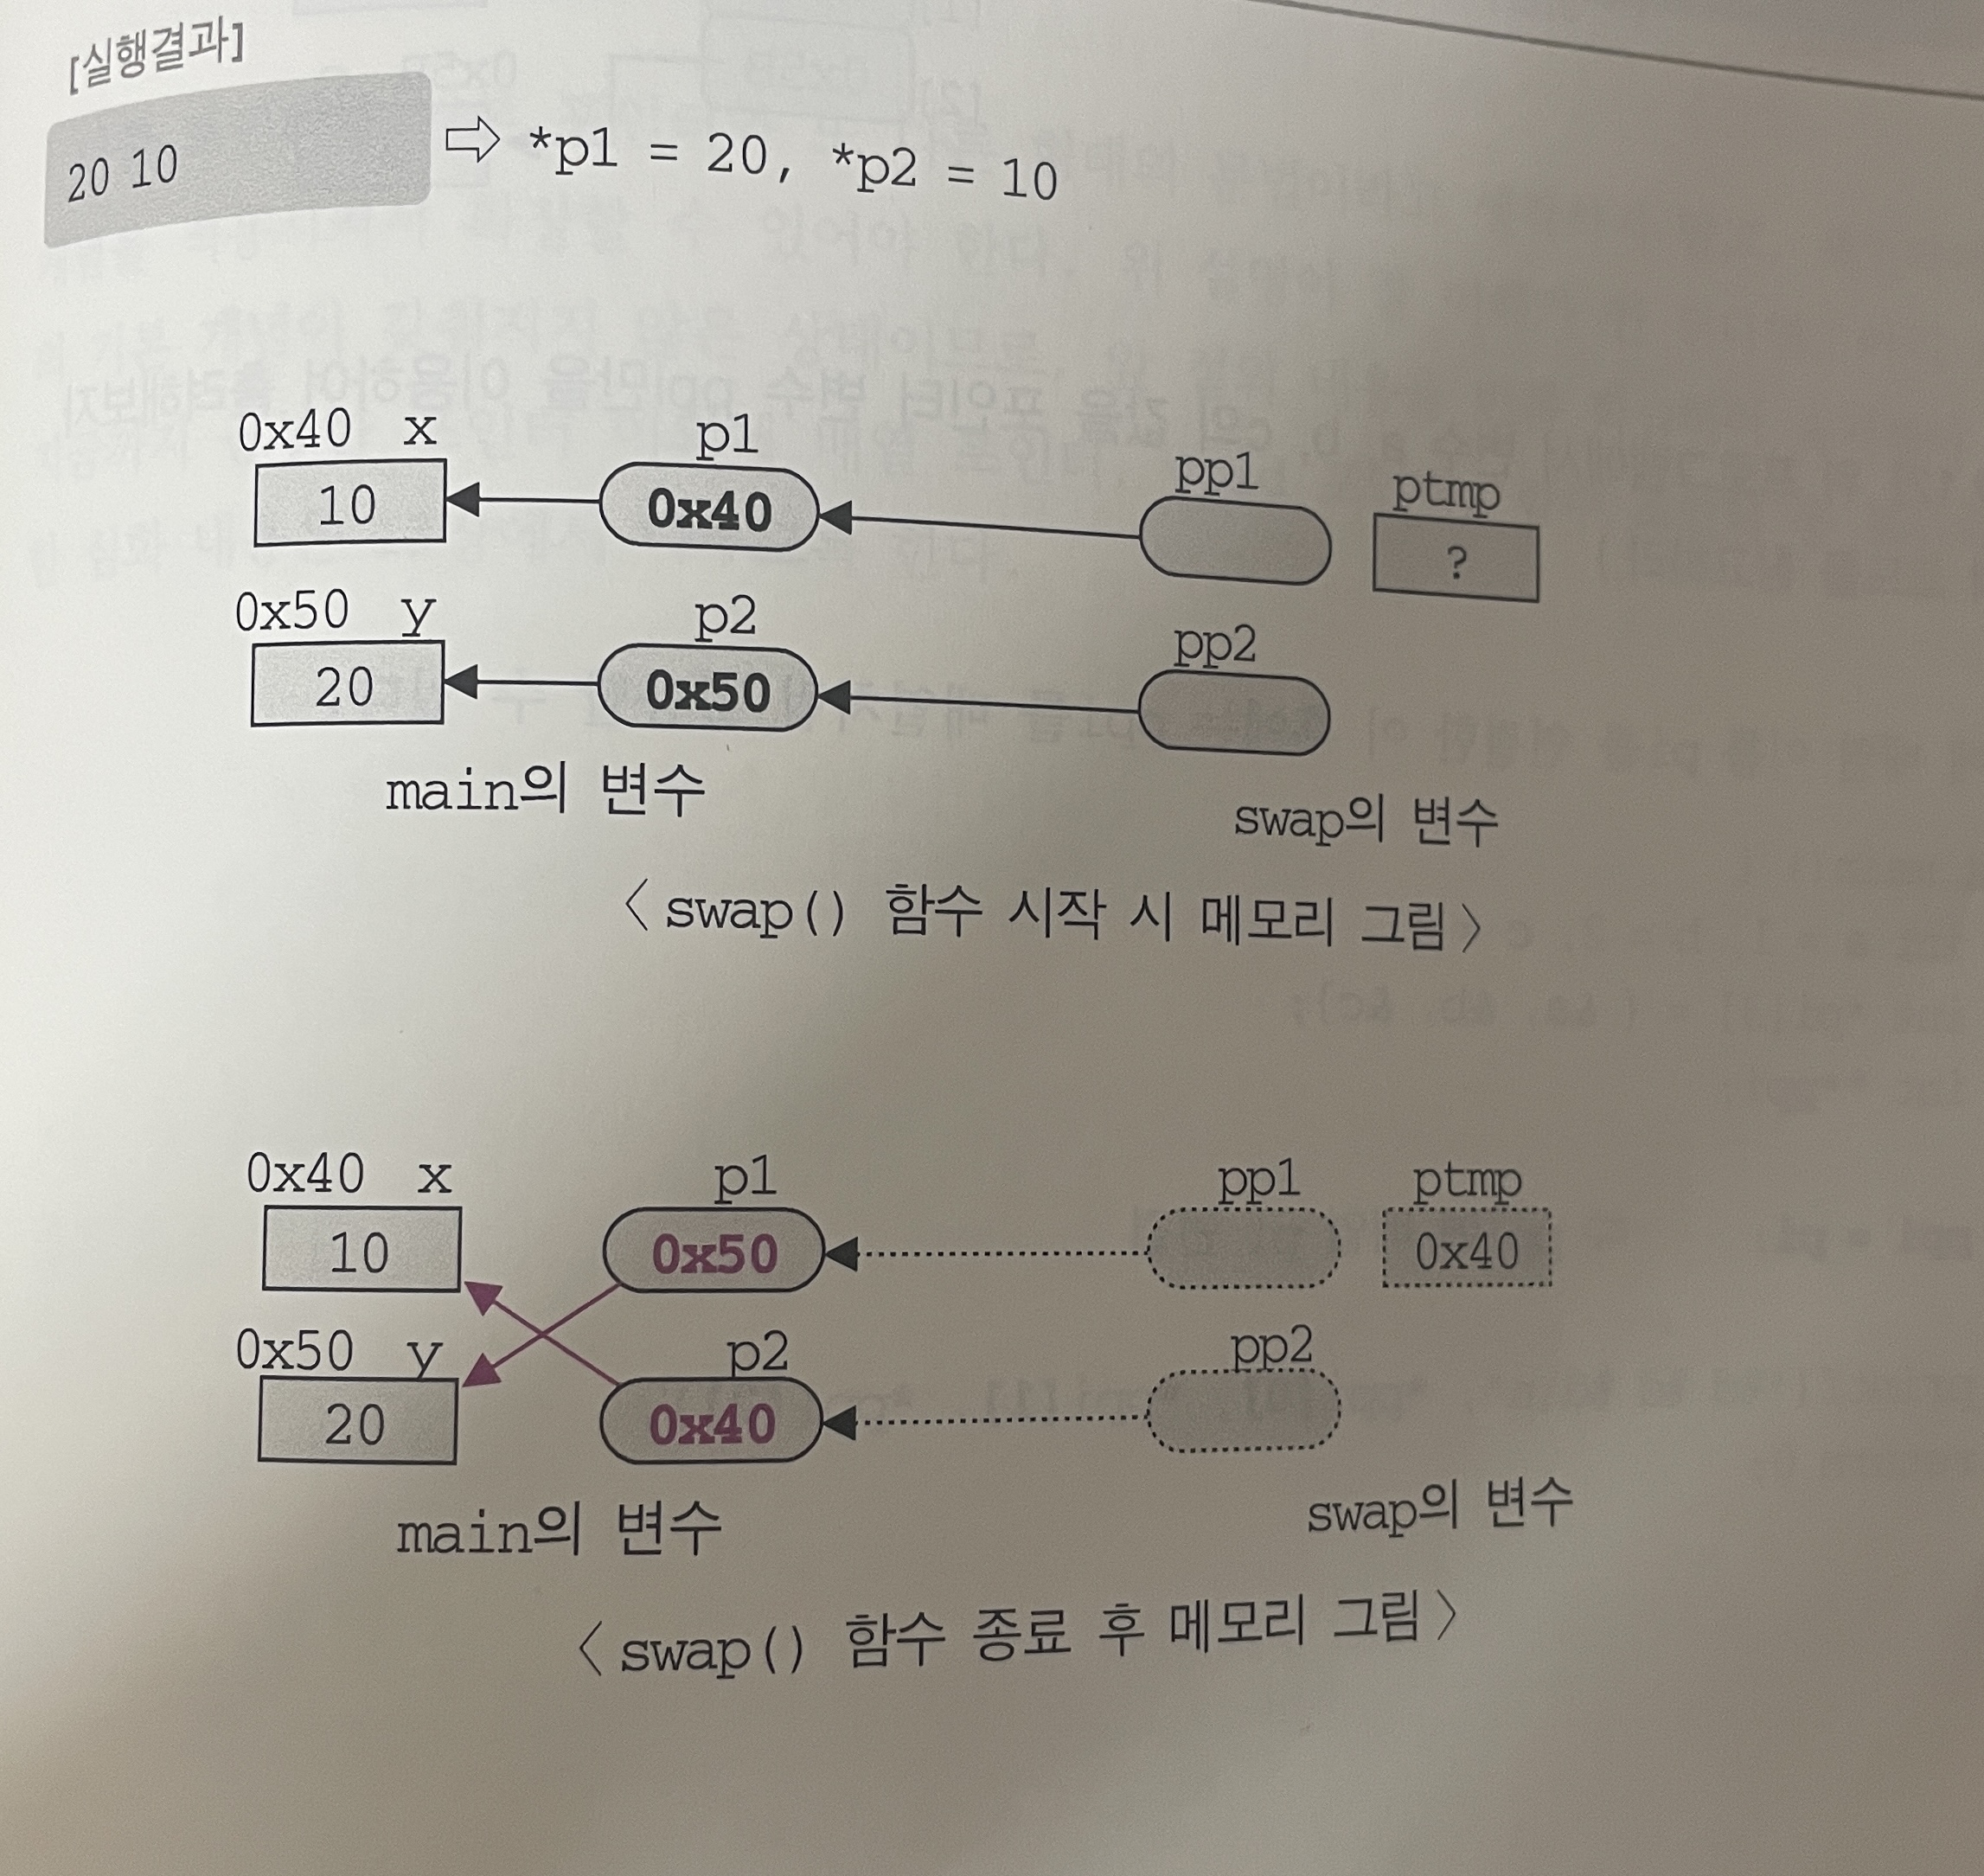 [실행결과]
20 10 ⇨ *p1 = 20, *p2 = 10
0x40 x p1 pp1 ptmp
10 0x40 ?
0x50 y p2 pp2
20 0x50
main의 변수 swap의 변수
〈 swap() 함수 시작 시 메모리 그림 〉
0x40 x p1 pp1 ptmp
10 0x50 0x40
0x50 y p2 pp2
20 0x40
main의 변수 swap의 변수
〈 swap() 함수 종료 후 메모리 그림 〉